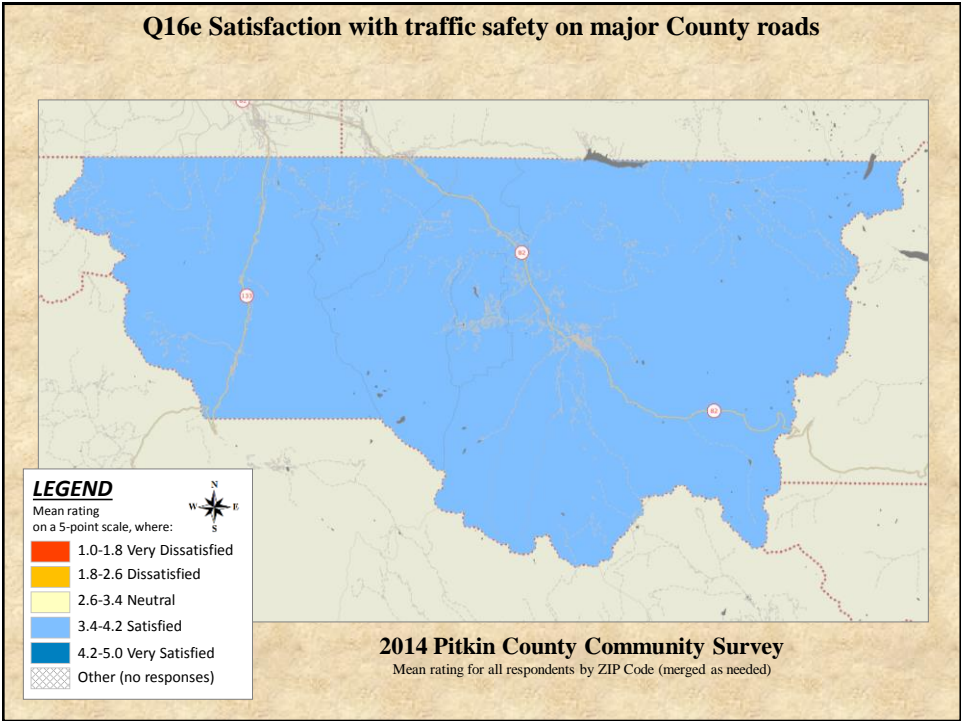 Q16e Satisfaction with traffic safety on major County roads
82
82
133
82
LEGEND
Mean rating
on a 5-point scale, where:
N
W E
S
1.0-1.8 Very Dissatisfied
1.8-2.6 Dissatisfied
2.6-3.4 Neutral
3.4-4.2 Satisfied
4.2-5.0 Very Satisfied
Other (no responses)
2014 Pitkin County Community Survey
Mean rating for all respondents by ZIP Code (merged as needed)